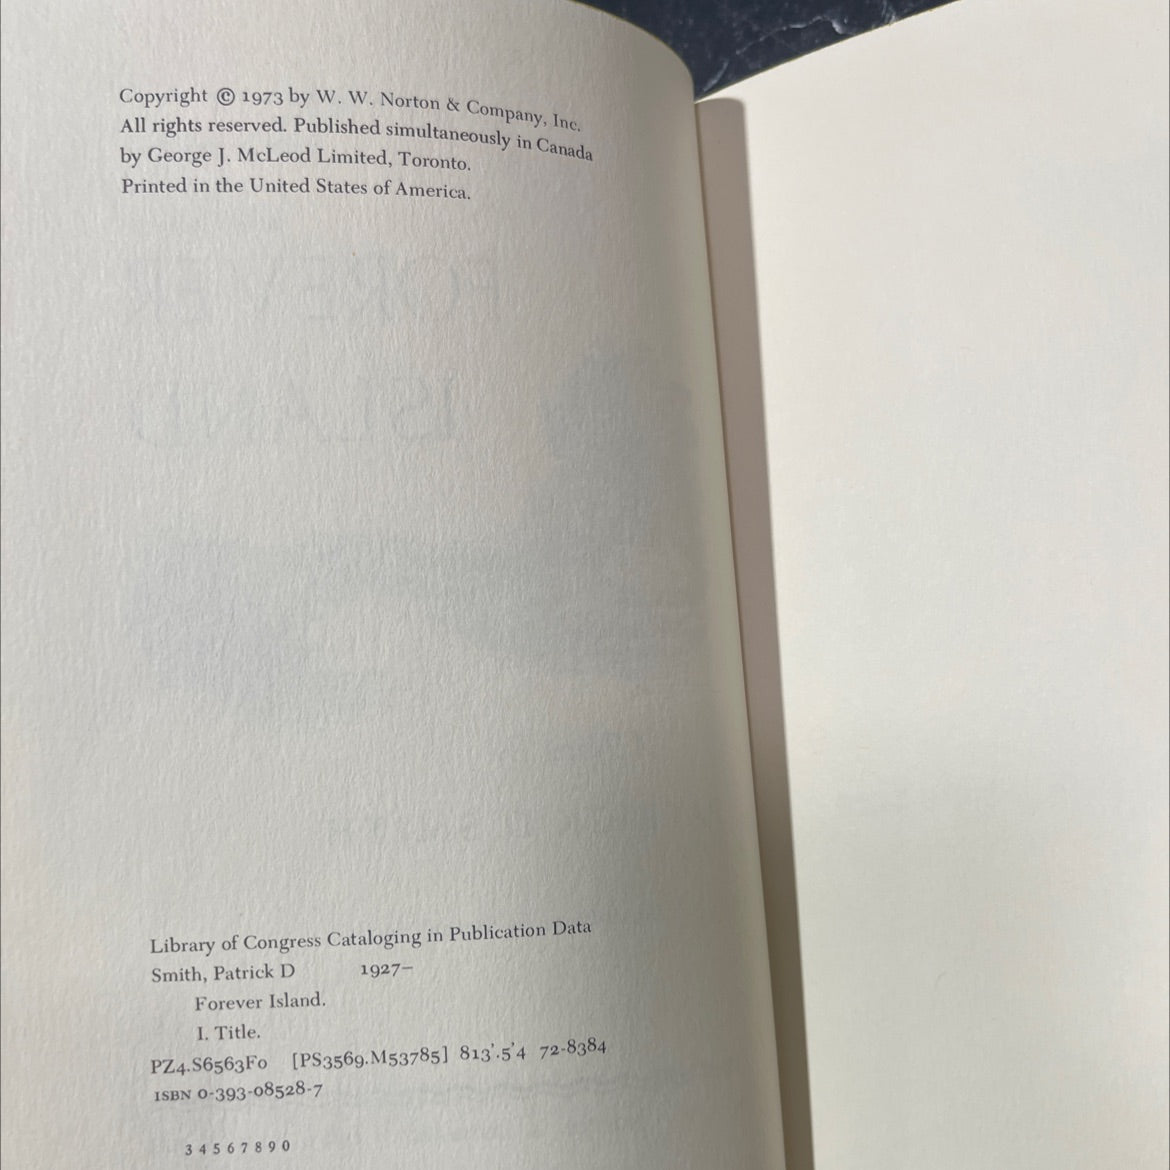 Copyright © 1973 by W. W. Norton & Company, Inc.
All rights reserved. Published simultaneously in Canada
by George J. McLeod Limited, Toronto.
Printed in the United States of America.
Library of Congress Cataloging in Publication Data
Smith, Patrick D 1927–
Forever Island.
I. Title.
PZ4.S6563Fo [PS3569.M53785] 813'.5'4 72-8384
ISBN 0-393-08528-7
3 4 5 6 7 8 9 0